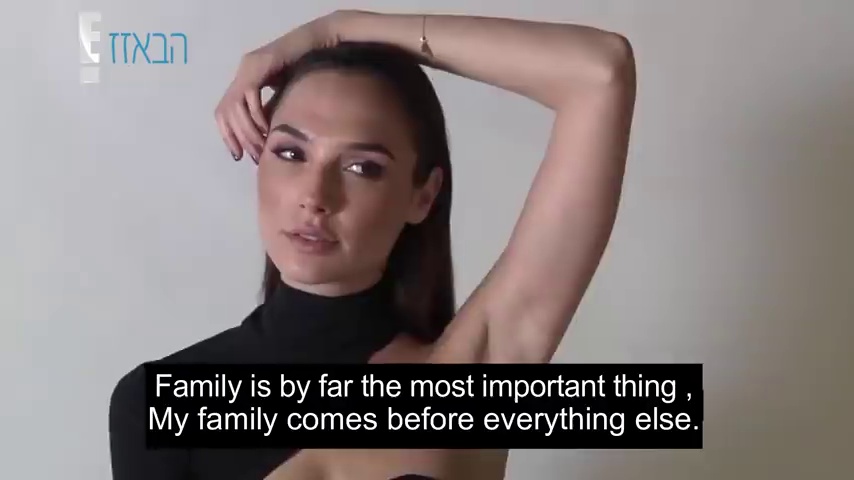 E הבאזז
Family is by far the most important thing ,
My family comes before everything else.